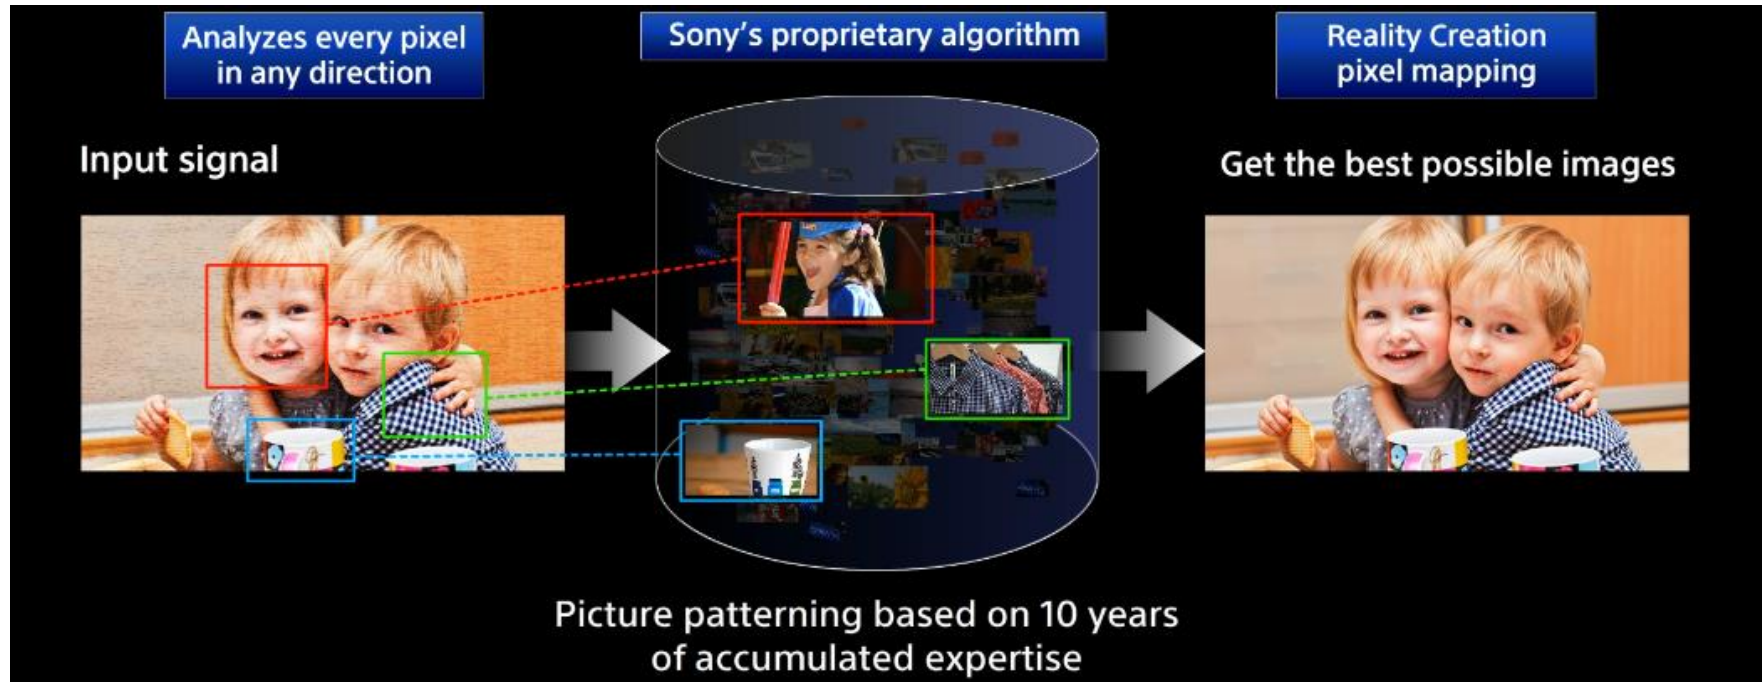 Analyzes every pixel
in any direction
Sony's proprietary algorithm
Reality Creation
pixel mapping
Input signal
Get the best possible images
Picture patterning based on 10 years
of accumulated expertise